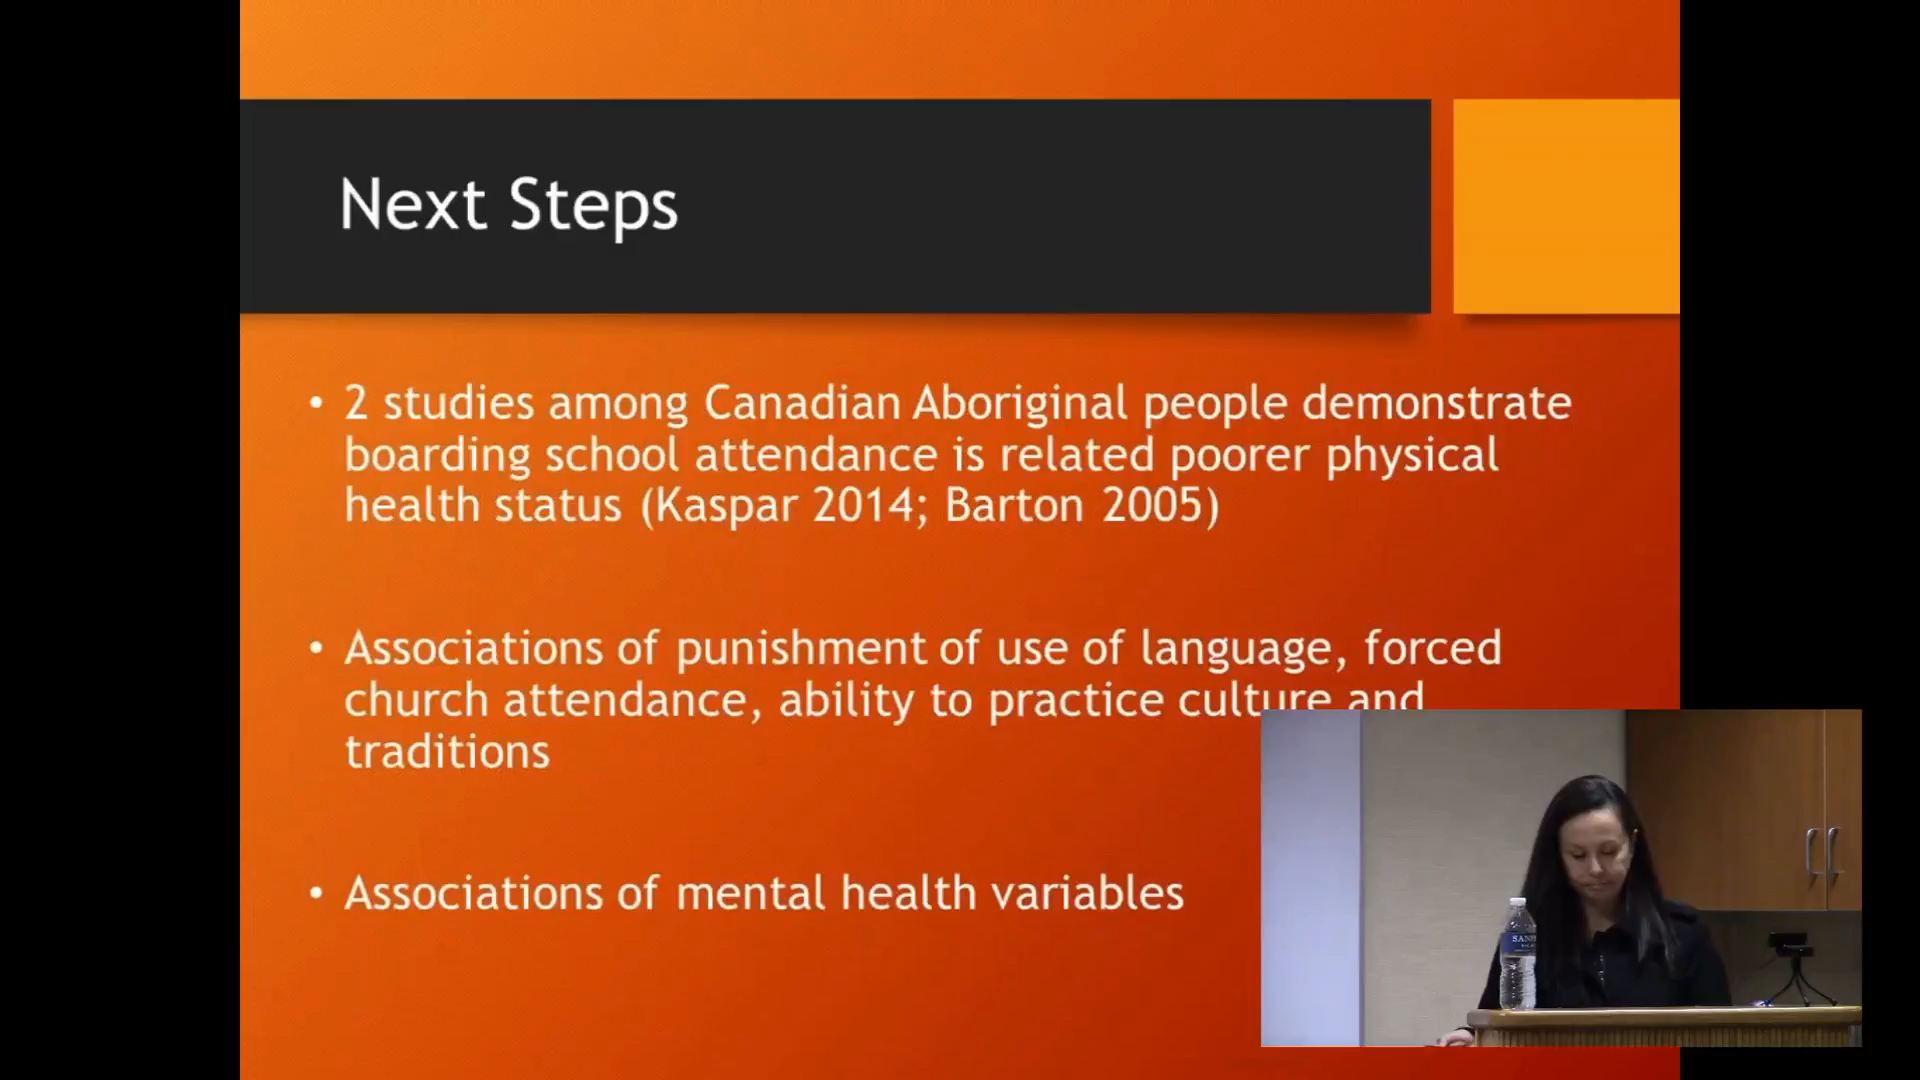 Next Steps
• 2 studies among Canadian Aboriginal people demonstrate
boarding school attendance is related poorer physical
health status (Kaspar 2014; Barton 2005)
• Associations of punishment of use of language, forced
church attendance, ability to practice culture and
traditions
• Associations of mental health variables